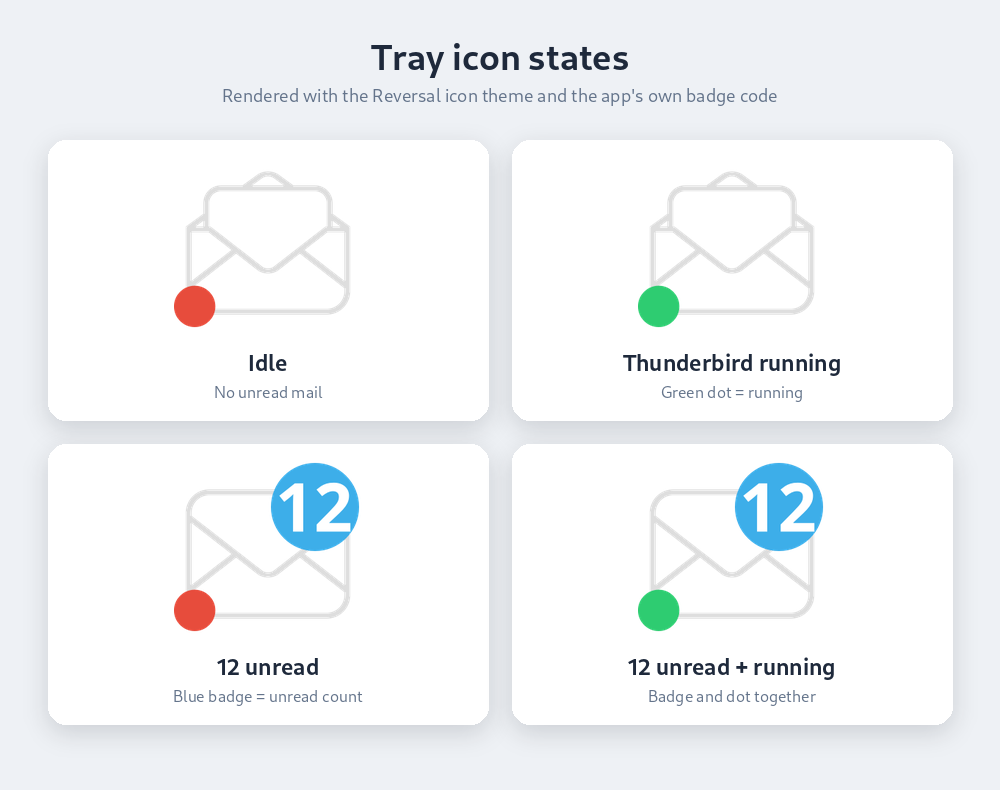 Tray icon states
Rendered with the Reversal icon theme and the app's own badge code
Idle
No unread mail
Thunderbird running
Green dot = running
12
12 unread
Blue badge = unread count
12
12 unread + running
Badge and dot together